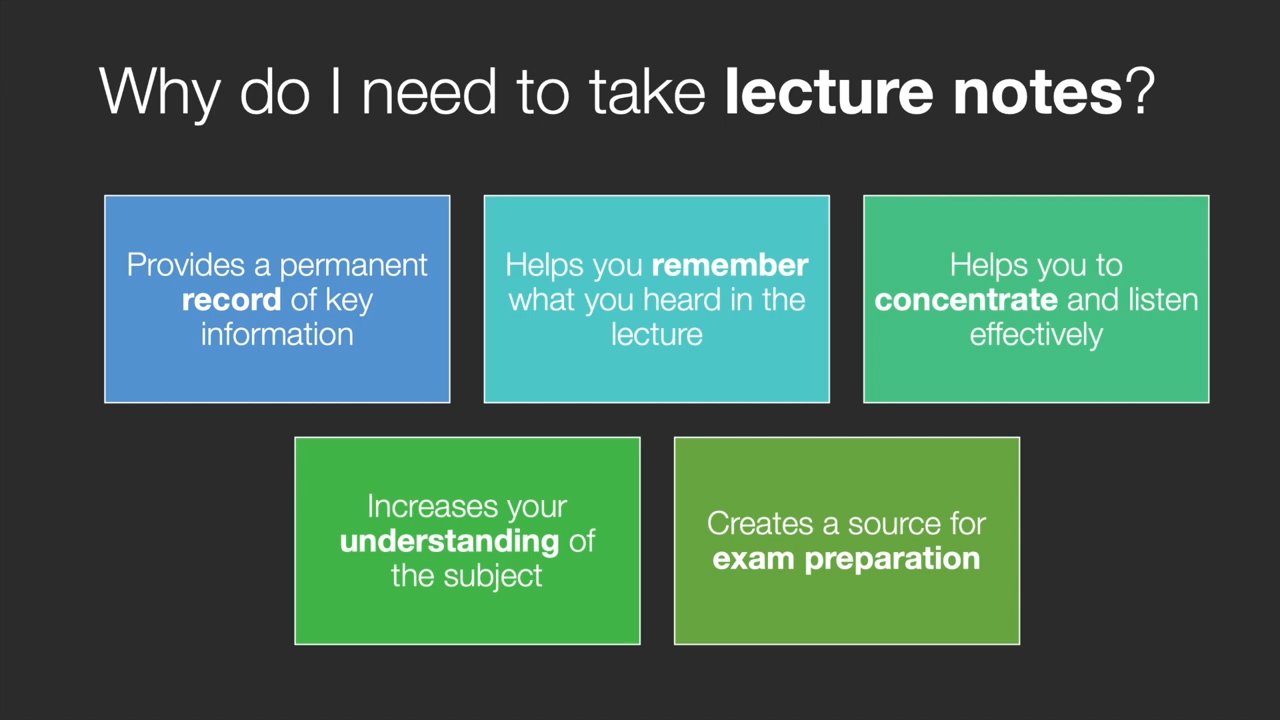 Why do I need to take lecture notes?
Provides a permanent
record of key
information
Helps you remember
what you heard in the
lecture
Helps you to
concentrate and listen
effectively
Increases your
understanding of
the subject
Creates a source for
exam preparation